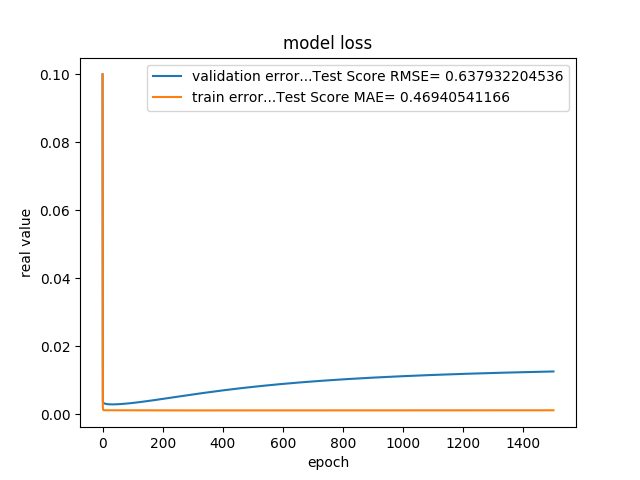 model loss
validation error...Test Score RMSE= 0.637932204536
train error...Test Score MAE= 0.46940541166
real value
0.10
0.08
0.06
0.04
0.02
0.00
0 200 400 600 800 1000 1200 1400
epoch